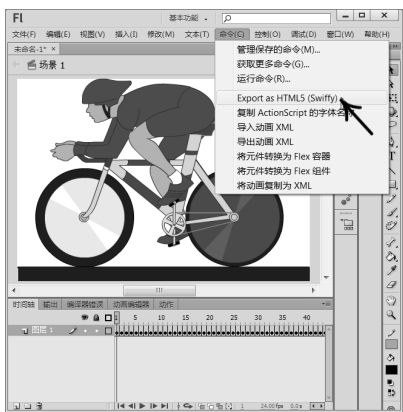 Fl
基本功能
文件(F) 编辑(E) 视图(V) 插入(I) 修改(M) 文本(T) 命令(C) 控制(O) 调试(D) 窗口(W) 帮助(H)
未命名-1* ×
场景 1
管理保存的命令(M)...
获取更多命令(G)...
运行命令(R)...
Export as HTML5 (Swiffy)
复制 ActionScript 的字体名称
导入动画 XML
导出动画 XML
将元件转换为 Flex 容器
将元件转换为 Flex 组件
将动画复制为 XML
时间轴 输出 编译器错误 动画编辑器 动作
1 5 10 15 20 25 30 35 40
图层 1
1 24.00 fps 0.0 s